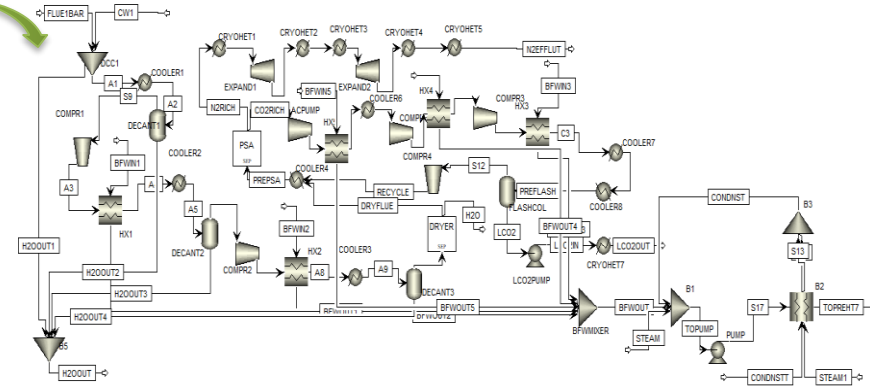 FLUE1BAR
CW1
DCC1
A1
COOLER1
S9
A2
COMPR1
DECANT1
BFWIN1
COOLER2
A3
A5
HX1
DECANT2
H2OOUT1
H2OOUT2
H2OOUT3
H2OOUT4
B5
H2OOUT
CRYOHET1
CRYOHET2
CRYOHET3
CRYOHET4
CRYOHET5
N2EFFLUT
EXPAND1
EXPAND2
BFWIN5
COOLER6
N2RICH
CO2RICH
ACPUMP
PSA
SEP
PREPSA
COOLER4
HX4
COMPR3
BFWIN3
HX3
C3
COOLER7
COMPR4
S12
RECYCLE
DRYFLUE
PREFLASH
FLASHCOL
COOLER8
BFWIN2
DRYER
SEP
H2O
LCO2
BFWOUT4
LCO2OUT
CRYOHET7
LCO2PUMP
COMPR2
HX2
A8
COOLER3
A9
DECANT3
BFWOUT5
BFWMIXER
BFWOUT
B1
STEAM
TOPUMP
PUMP
S17
CONDNST
B3
S13
B2
TOPREHT7
CONDNSTT
STEAM1